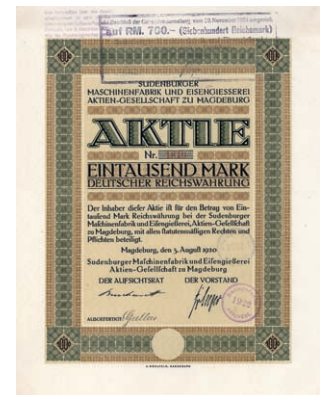 auf RM. 700.- (Siebenhundert Reichsmark)
SUDENBURGER
MASCHINENFABRIK UND EISENGIESSEREI
AKTIEN-GESELLSCHAFT ZU MAGDEBURG
AKTIE
Nr.
EINTAUSEND MARK
DEUTSCHER REICHSWÄHRUNG
Der Inhaber dieser Aktie ist für den Betrag von Ein-
tausend Mark Reichswährung bei der Sudenburger
Maschinenfabrik und Eisengießerei, Aktien-Gesellschaft
zu Magdeburg, mit allen statutenmäßigen Rechten und
Pflichten beteiligt.
Magdeburg, den 3. August 1920
Sudenburger Maschinenfabrik und Eisengießerei
Aktien-Gesellschaft zu Magdeburg
DER AUFSICHTSRAT DER VORSTAND
AUSGEFERTIGT:
1920